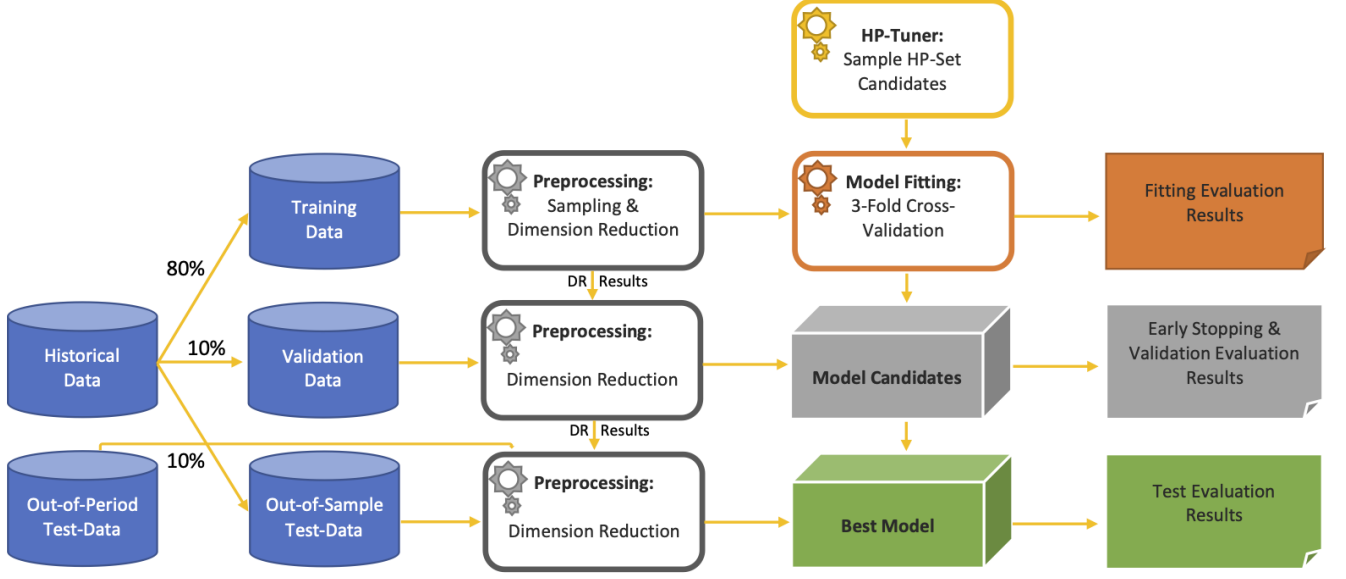 HP-Tuner:
Sample HP-Set
Candidates
Training
Data
Preprocessing:
Sampling &
Dimension Reduction
Model Fitting:
3-Fold Cross-
Validation
Fitting Evaluation
Results
80%
DR Results
Historical
Data
10%
Validation
Data
Preprocessing:
Dimension Reduction
Model Candidates
Early Stopping &
Validation Evaluation
Results
DR Results
10%
Out-of-Period
Test-Data
Out-of-Sample
Test-Data
Preprocessing:
Dimension Reduction
Best Model
Test Evaluation
Results